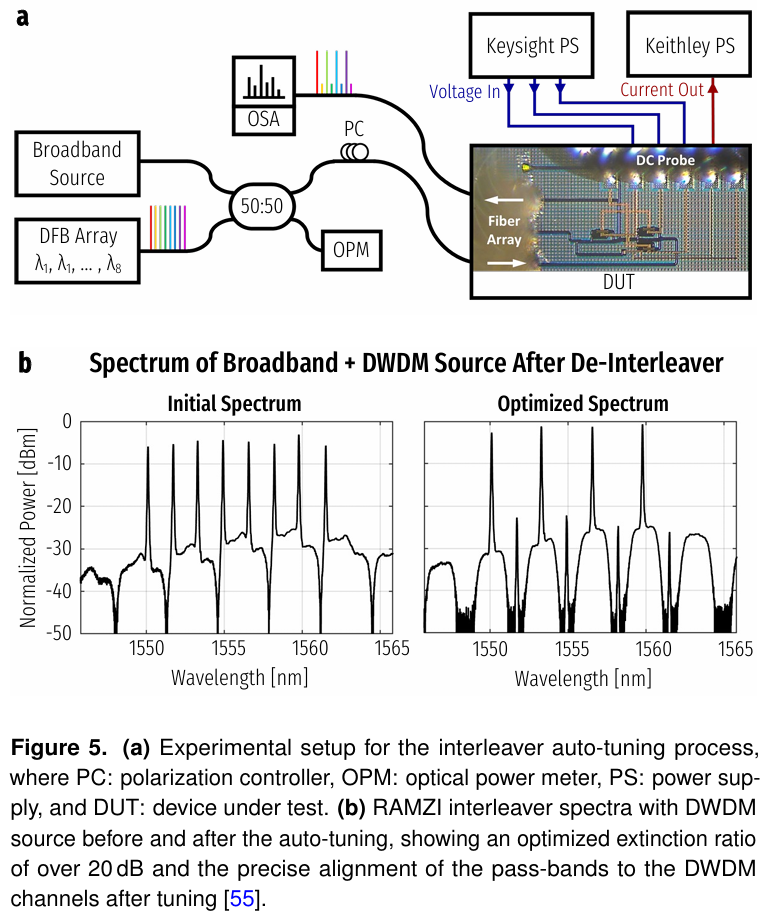 a
Keysight PS
Keithley PS
Voltage In
Current Out
OSA
PC
Broadband
Source
50:50
DFB Array
λ1, λ1, ... , λ8
OPM
DC Probe
Fiber
Array
DUT
b Spectrum of Broadband + DWDM Source After De-Interleaver
Initial Spectrum
Optimized Spectrum
Normalized Power [dBm]
0
-10
-20
-30
-40
-50
1550 1555 1560 1565
1550 1555 1560 1565
Wavelength [nm]
Wavelength [nm]
Figure 5. (a) Experimental setup for the interleaver auto-tuning process,
where PC: polarization controller, OPM: optical power meter, PS: power sup-
ply, and DUT: device under test. (b) RAMZI interleaver spectra with DWDM
source before and after the auto-tuning, showing an optimized extinction ratio
of over 20 dB and the precise alignment of the pass-bands to the DWDM
channels after tuning [55].